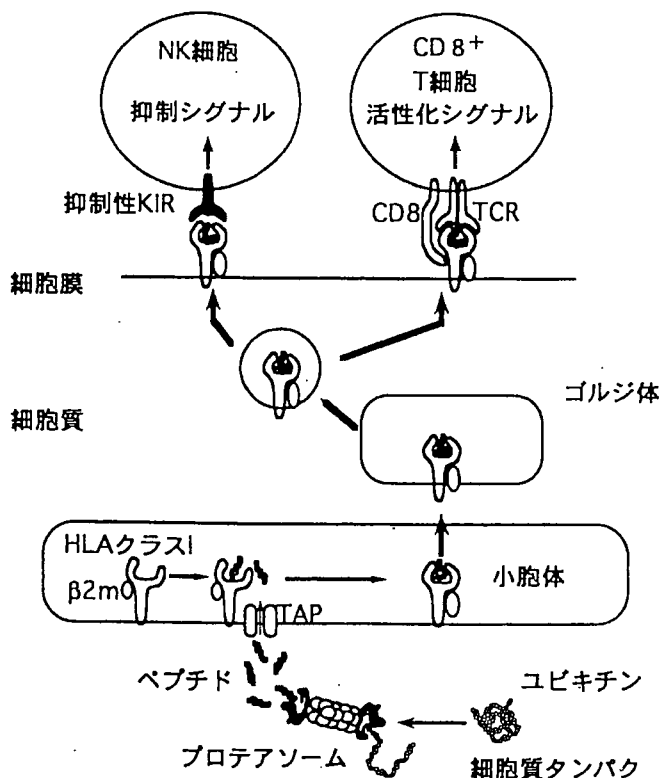 NK細胞
抑制シグナル
CD8+
T細胞
活性化シグナル
抑制性KIR
CD8
TCR
細胞膜
ゴルジ体
細胞質
HLAクラスI
β2m
TAP
小胞体
ペプチド
ユビキチン
プロテアソーム
細胞質タンパク